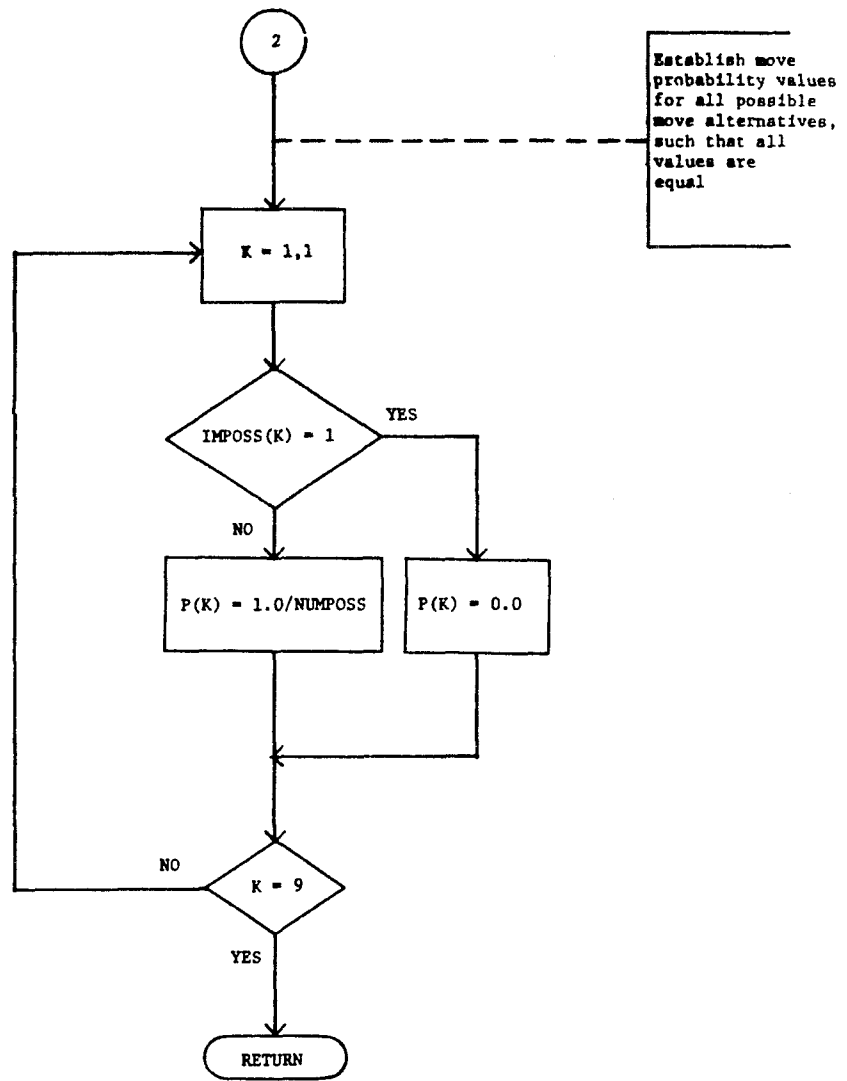 2
Establish move
probability values
for all possible
move alternatives,
such that all
values are
equal
K = 1,1
IMPOSS(K) = 1
YES
NO
P(K) = 1.0/NUMPOSS
P(K) = 0.0
NO
K = 9
YES
RETURN